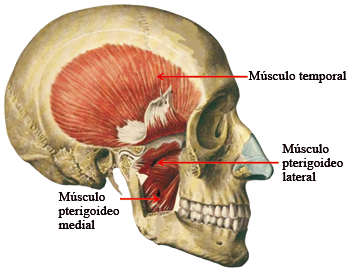 Músculo temporal
Músculo
pterigoideo
lateral
Músculo
pterigoideo
medial